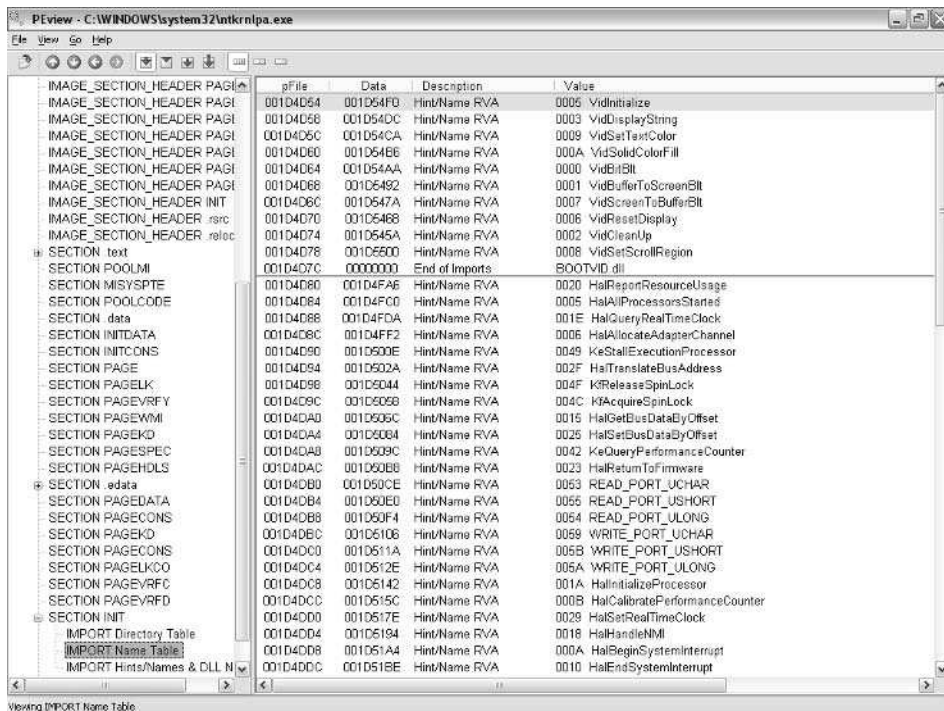 PEview - C:\WINDOWS\system32\ntkrnlpa.exe
File View Go Help
IMAGE_SECTION_HEADER PAGE
IMAGE_SECTION_HEADER PAGE
IMAGE_SECTION_HEADER PAGE
IMAGE_SECTION_HEADER PAGE
IMAGE_SECTION_HEADER PAGE
IMAGE_SECTION_HEADER PAGE
IMAGE_SECTION_HEADER PAGE
IMAGE_SECTION_HEADER INIT
IMAGE_SECTION_HEADER .rsrc
IMAGE_SECTION_HEADER .reloc
SECTION .text
SECTION POOLMI
SECTION MISYSPTE
SECTION POOLCODE
SECTION .data
SECTION INITDATA
SECTION INITCONS
SECTION PAGE
SECTION PAGELK
SECTION PAGEVRFY
SECTION PAGEWMI
SECTION PAGEKD
SECTION PAGESPEC
SECTION PAGEHDLS
SECTION .edata
SECTION PAGEDATA
SECTION PAGECONS
SECTION PAGEKD
SECTION PAGECONS
SECTION PAGELKCO
SECTION PAGEVRFC
SECTION PAGEVRFD
SECTION INIT
IMPORT Directory Table
IMPORT Name Table
IMPORT Hints/Names & DLL N
pFile Data Description Value
001D4D54 001D54F0 Hint/Name RVA 0005 VidInitialize
001D4D58 001D54DC Hint/Name RVA 0003 VidDisplayString
001D4D5C 001D54CA Hint/Name RVA 0009 VidSetTextColor
001D4D60 001D54B6 Hint/Name RVA 000A VidSolidColorFill
001D4D64 001D54AA Hint/Name RVA 0000 VidBitBlt
001D4D68 001D5492 Hint/Name RVA 0001 VidBufferToScreenBlt
001D4D6C 001D547A Hint/Name RVA 0007 VidScreenToBufferBlt
001D4D70 001D5468 Hint/Name RVA 0006 VidResetDisplay
001D4D74 001D545A Hint/Name RVA 0002 VidCleanUp
001D4D78 001D5500 Hint/Name RVA 0008 VidSetScrollRegion
001D4D7C 00000000 End of Imports BOOTVID.dll
001D4D80 001D4FA6 Hint/Name RVA 0020 HalReportResourceUsage
001D4D84 001D4FC0 Hint/Name RVA 0005 HalAllProcessorsStarted
001D4D88 001D4FDA Hint/Name RVA 001E HalQueryRealTimeClock
001D4D8C 001D4FF2 Hint/Name RVA 0006 HalAllocateAdapterChannel
001D4D90 001D500E Hint/Name RVA 0049 KeStallExecutionProcessor
001D4D94 001D502A Hint/Name RVA 002F HalTranslateBusAddress
001D4D98 001D5044 Hint/Name RVA 004F KfReleaseSpinLock
001D4D9C 001D5058 Hint/Name RVA 004C KfAcquireSpinLock
001D4DA0 001D506C Hint/Name RVA 0015 HalGetBusDataByOffset
001D4DA4 001D5084 Hint/Name RVA 0025 HalSetBusDataByOffset
001D4DA8 001D509C Hint/Name RVA 0042 KeQueryPerformanceCounter
001D4DAC 001D50B8 Hint/Name RVA 0023 HalReturnToFirmware
001D4DB0 001D50CE Hint/Name RVA 0053 READ_PORT_UCHAR
001D4DB4 001D50E0 Hint/Name RVA 0055 READ_PORT_USHORT
001D4DB8 001D50F4 Hint/Name RVA 0054 READ_PORT_ULONG
001D4DBC 001D5106 Hint/Name RVA 0059 WRITE_PORT_UCHAR
001D4DC0 001D511A Hint/Name RVA 005B WRITE_PORT_USHORT
001D4DC4 001D512E Hint/Name RVA 005A WRITE_PORT_ULONG
001D4DC8 001D5142 Hint/Name RVA 001A HalInitializeProcessor
001D4DCC 001D515C Hint/Name RVA 000B HalCalibratePerformanceCounter
001D4DD0 001D517E Hint/Name RVA 0029 HalSetRealTimeClock
001D4DD4 001D5194 Hint/Name RVA 0018 HalHandleNMI
001D4DD8 001D51A4 Hint/Name RVA 000A HalBeginSystemInterrupt
001D4DDC 001D51BE Hint/Name RVA 0010 HalEndSystemInterrupt
Viewing IMPORT Name Table